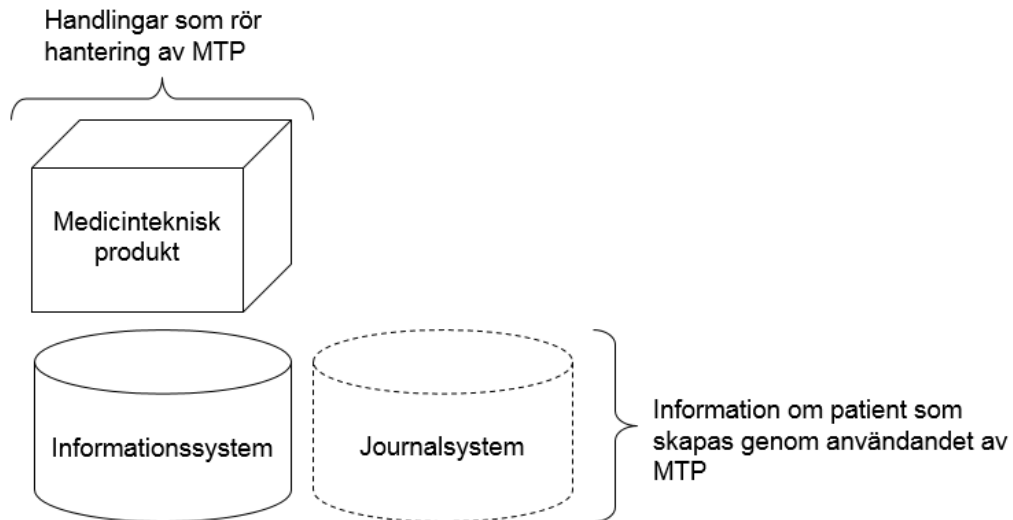 Handlingar som rör
hantering av MTP
Medicinteknisk
produkt
Informationssystem
Journalsystem
Information om patient som
skapas genom användandet av
MTP